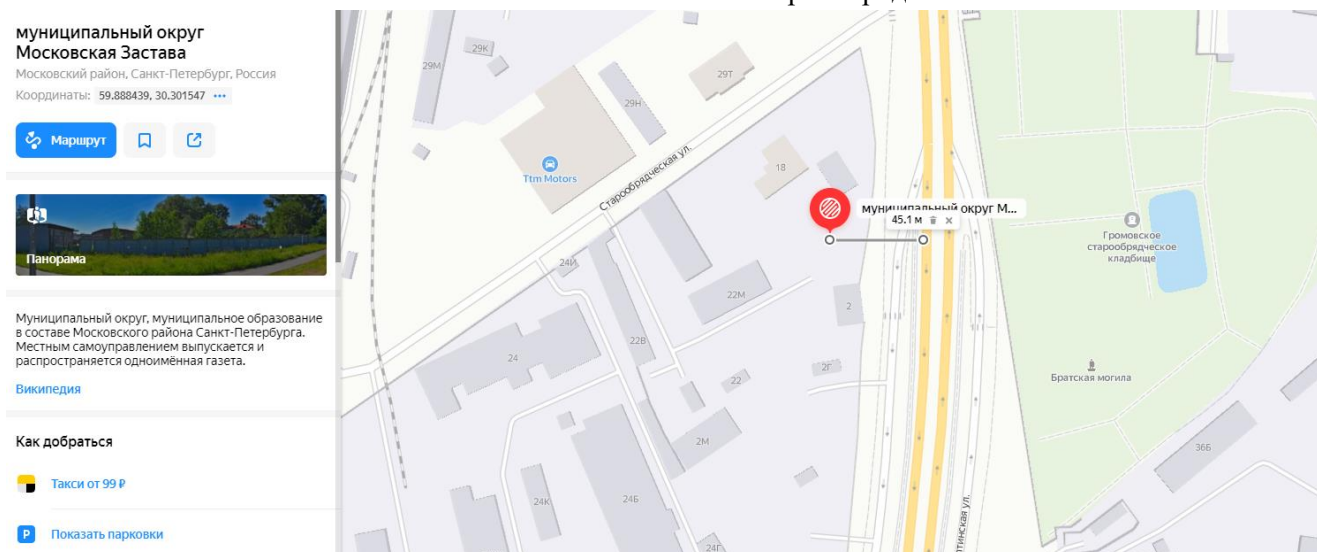 муниципальный округ
Московская Застава
Московский район, Санкт-Петербург, Россия
Координаты: 59.888439, 30.301547 •••
Маршрут
Панорама
Муниципальный округ, муниципальное образование
в составе Московского района Санкт-Петербурга.
Местным самоуправлением выпускается и
распространяется одноимённая газета.
Википедия
Как добраться
Такси от 99 ₽
P Показать парковки
29К
29М
29Т
29Н
Ttm Motors
Старообрядческая ул.
18
муниципальный округ М...
45.1 м
Громовское
старообрядческое
кладбище
24И
22М
2
22В
24
2Г
22
Братская могила
2М
36Б
24К
24Б
24Г